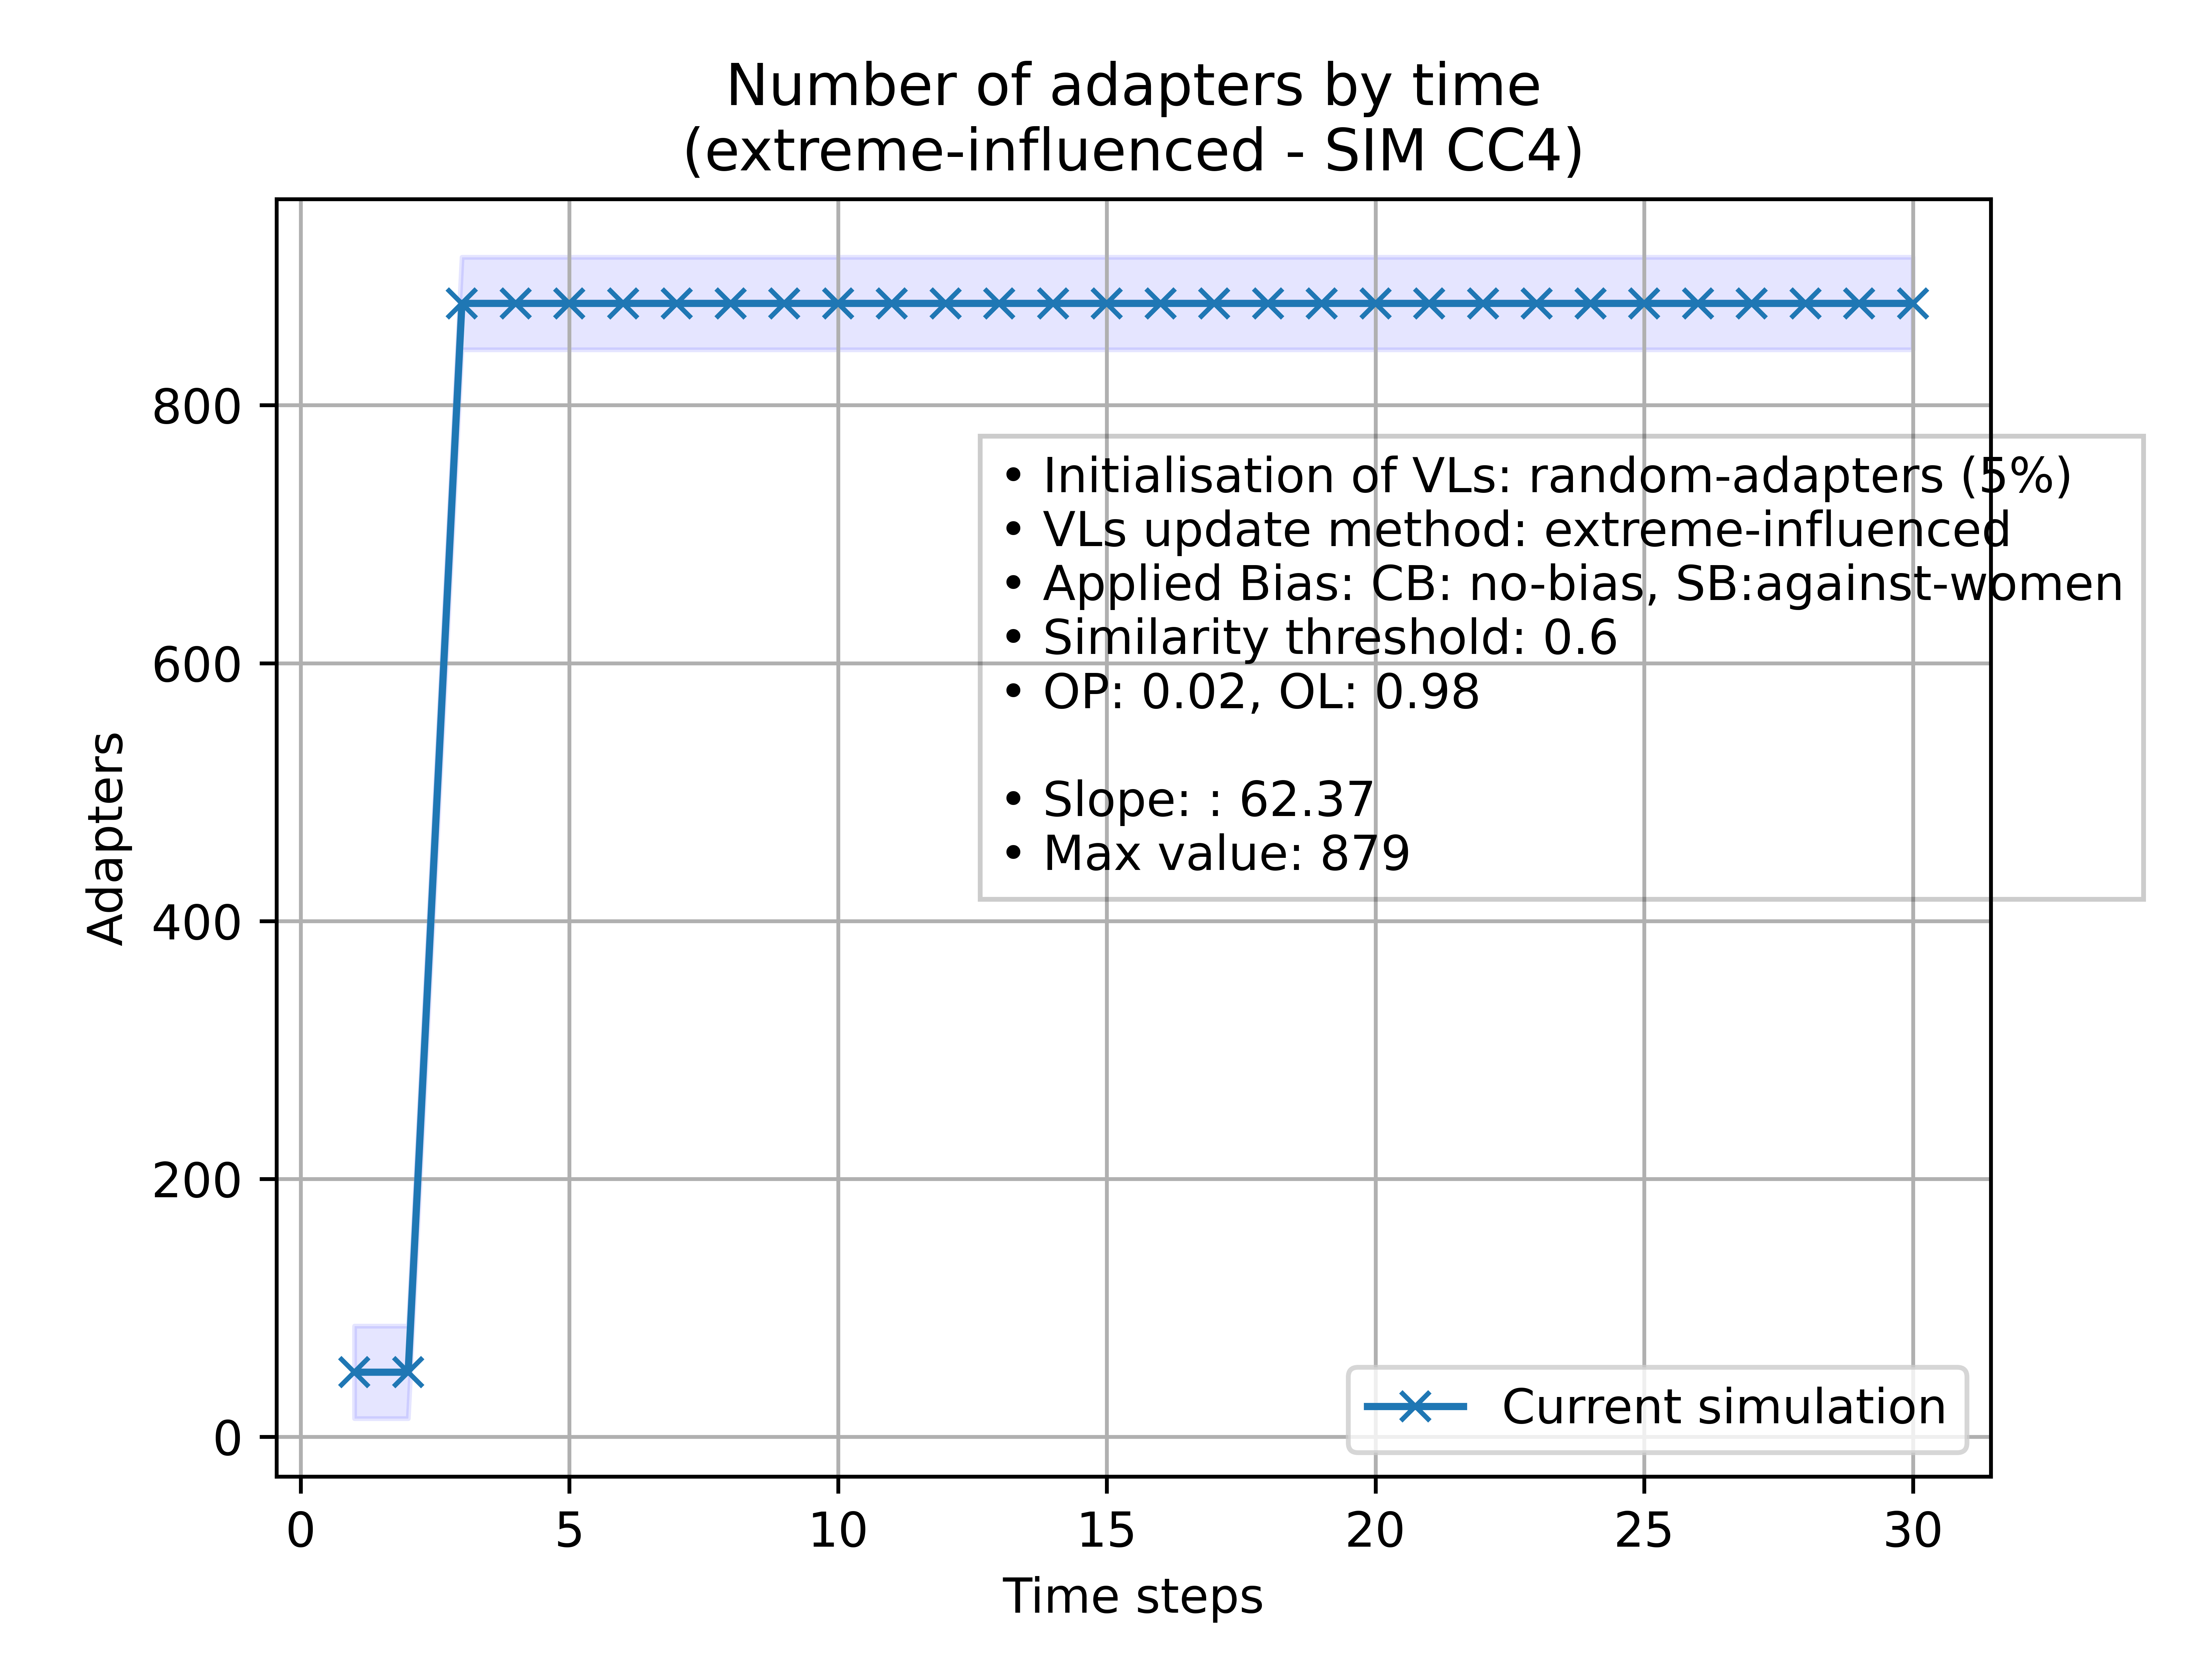 Number of adapters by time
(extreme-influenced - SIM CC4)
Adapters
800
600
400
200
0
• Initialisation of VLs: random-adapters (5%)
• VLs update method: extreme-influenced
• Applied Bias: CB: no-bias, SB:against-women
• Similarity threshold: 0.6
• OP: 0.02, OL: 0.98
• Slope: : 62.37
• Max value: 879
Current simulation
0 5 10 15 20 25 30
Time steps